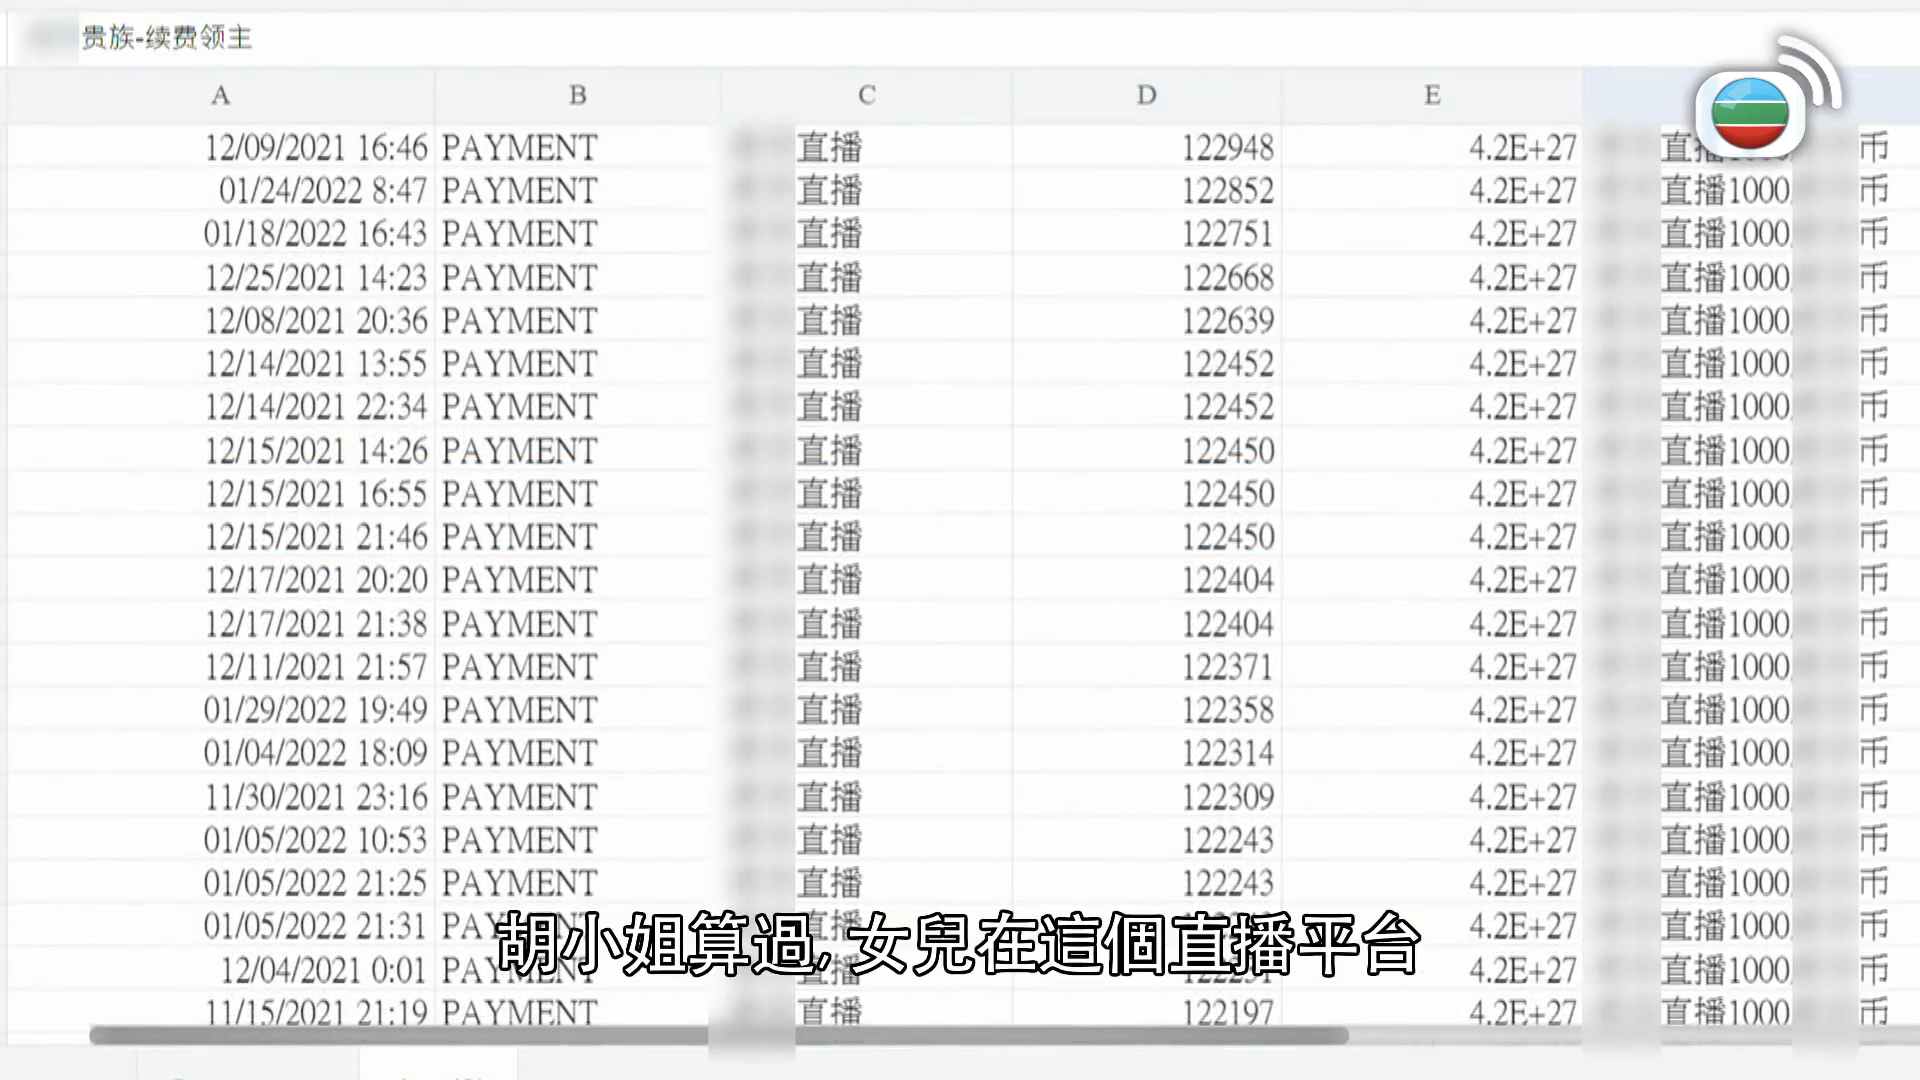 贵族-续费领主
A B C D E
12/09/2021 16:46 PAYMENT 直播 122948 4.2E+27 直播 币
01/24/2022 8:47 PAYMENT 直播 122852 4.2E+27 直播1000 币
01/18/2022 16:43 PAYMENT 直播 122751 4.2E+27 直播1000 币
12/25/2021 14:23 PAYMENT 直播 122668 4.2E+27 直播1000 币
12/08/2021 20:36 PAYMENT 直播 122639 4.2E+27 直播1000 币
12/14/2021 13:55 PAYMENT 直播 122452 4.2E+27 直播1000 币
12/14/2021 22:34 PAYMENT 直播 122452 4.2E+27 直播1000 币
12/15/2021 14:26 PAYMENT 直播 122450 4.2E+27 直播1000 币
12/15/2021 16:55 PAYMENT 直播 122450 4.2E+27 直播1000 币
12/15/2021 21:46 PAYMENT 直播 122450 4.2E+27 直播1000 币
12/17/2021 20:20 PAYMENT 直播 122404 4.2E+27 直播1000 币
12/17/2021 21:38 PAYMENT 直播 122404 4.2E+27 直播1000 币
12/11/2021 21:57 PAYMENT 直播 122371 4.2E+27 直播1000 币
01/29/2022 19:49 PAYMENT 直播 122358 4.2E+27 直播1000 币
01/04/2022 18:09 PAYMENT 直播 122314 4.2E+27 直播1000 币
11/30/2021 23:16 PAYMENT 直播 122309 4.2E+27 直播1000 币
01/05/2022 10:53 PAYMENT 直播 122243 4.2E+27 直播1000 币
01/05/2022 21:25 PAYMENT 直播 122243 4.2E+27 直播1000 币
01/05/2022 21:31 4.2E+27 直播1000 币
胡小姐算過, 女兒在這個直播平台
12/04/2021 0:01 PAYMENT 直播 4.2E+27 直播1000 币
11/15/2021 21:19 PAYMENT 直播 122197 4.2E+27 直播1000 币